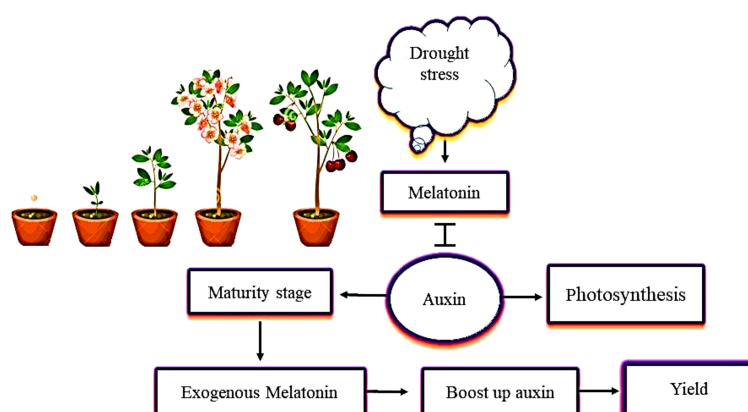 Drought
stress
Melatonin
Auxin
Maturity stage
Photosynthesis
Exogenous Melatonin
Boost up auxin
Yield